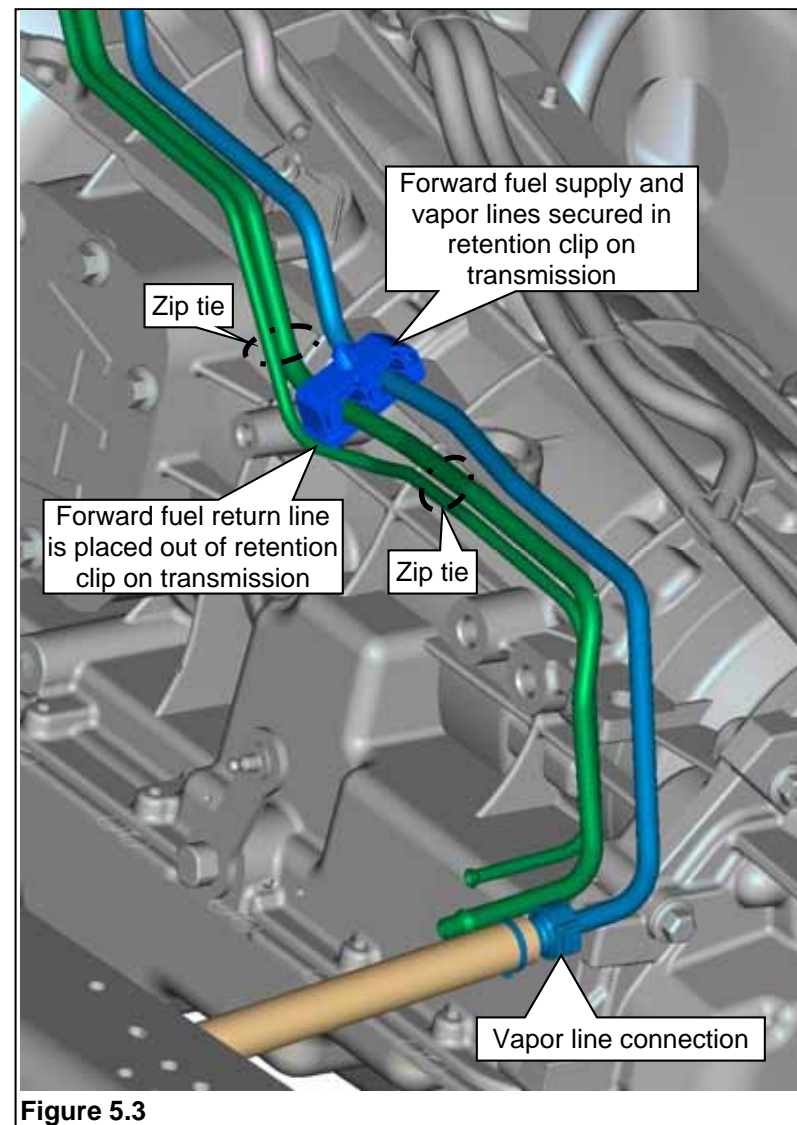 Forward fuel supply and
vapor lines secured in
retention clip on
transmission
Zip tie
Forward fuel return line
is placed out of retention
clip on transmission
Zip tie
Vapor line connection
Figure 5.3